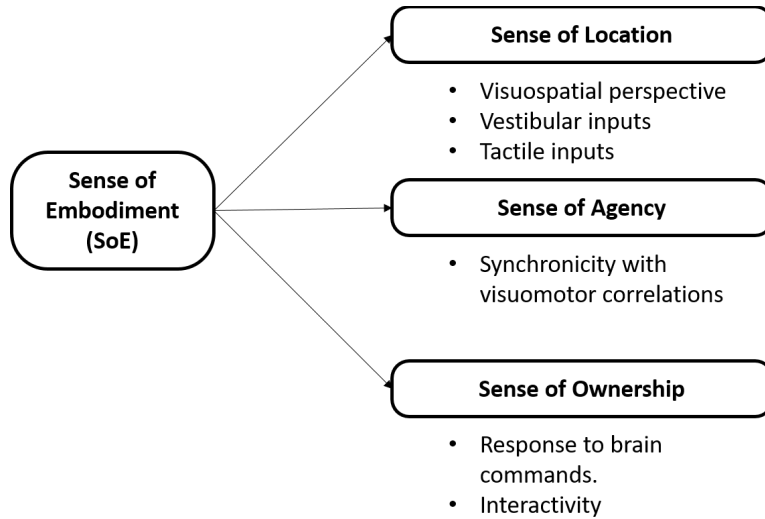 Sense of Location
• Visuospatial perspective
• Vestibular inputs
• Tactile inputs
Sense of
Embodiment
(SoE)
Sense of Agency
• Synchronicity with
visuomotor correlations
Sense of Ownership
• Response to brain
commands.
• Interactivity